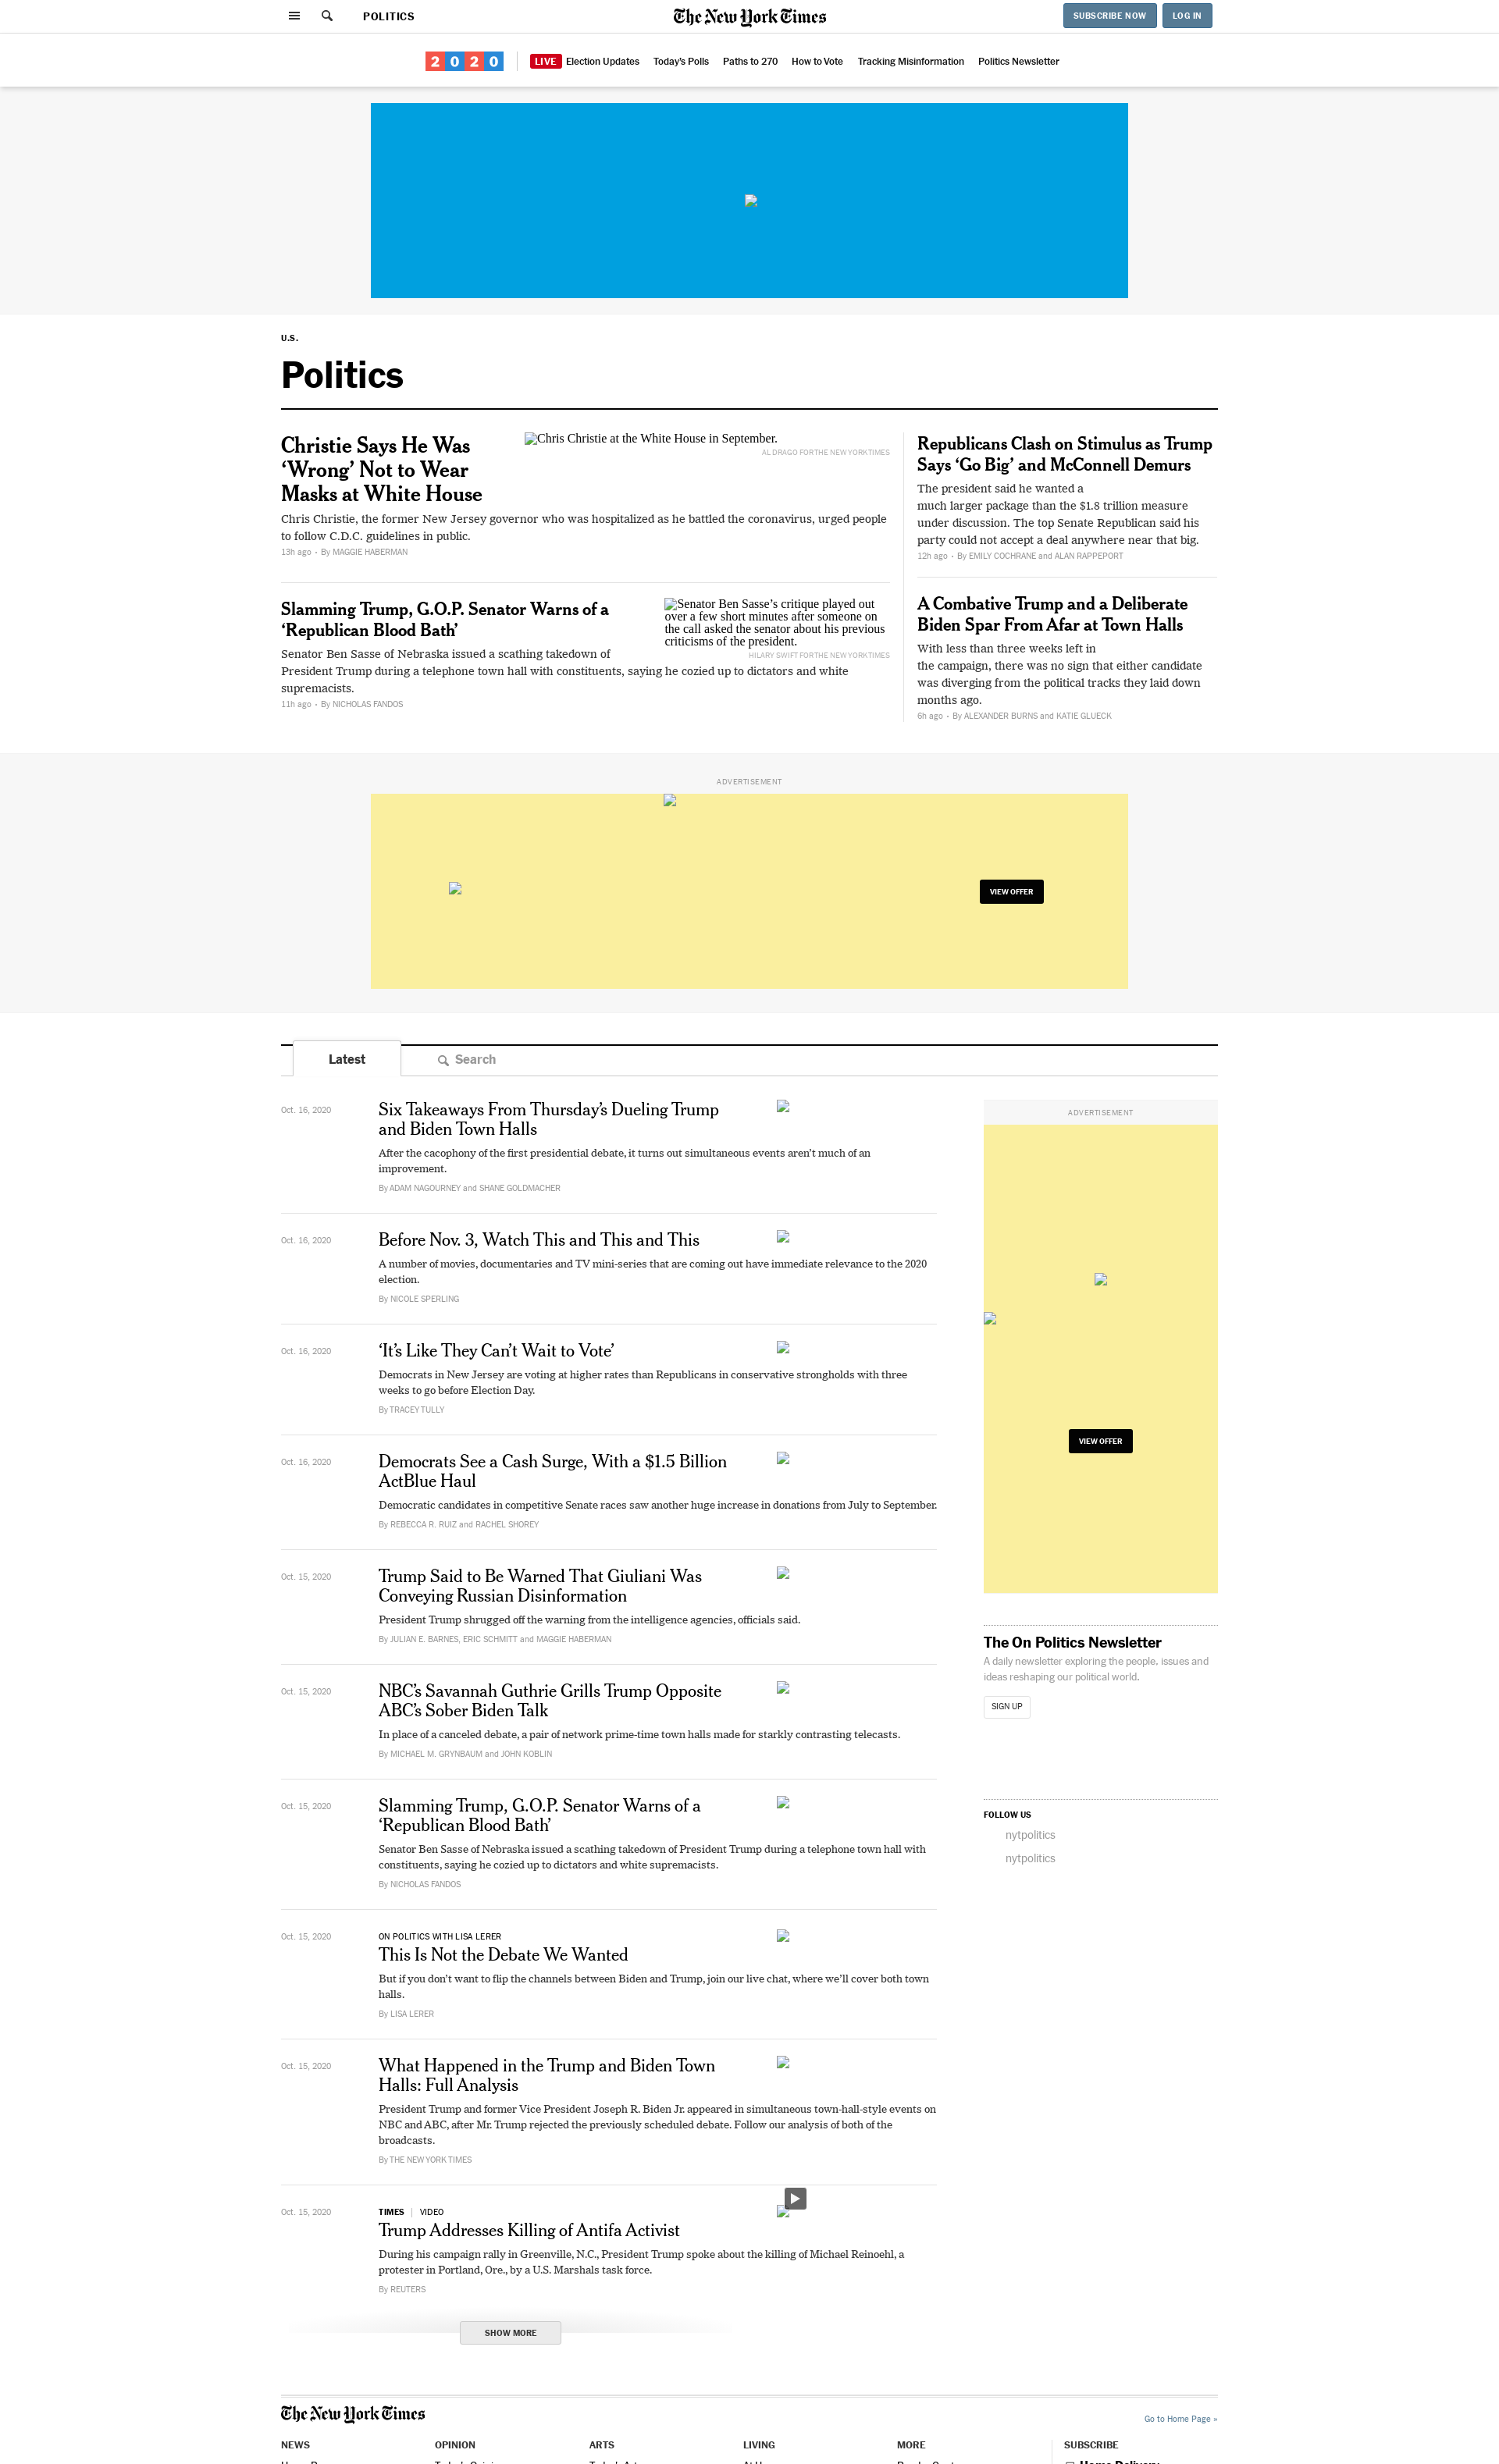 POLITICS
The New York Times
SUBSCRIBE NOW
LOG IN
2020
LIVE Election Updates
Today's Polls
Paths to 270
How to Vote
Tracking Misinformation
Politics Newsletter
U.S.
Politics
Christie Says He Was
‘Wrong’ Not to Wear
Masks at White House
Chris Christie at the White House in September.
AL DRAGO FOR THE NEW YORK TIMES
Chris Christie, the former New Jersey governor who was hospitalized as he battled the coronavirus, urged people
to follow C.D.C. guidelines in public.
13h ago • By MAGGIE HABERMAN
Slamming Trump, G.O.P. Senator Warns of a
‘Republican Blood Bath’
Senator Ben Sasse’s critique played out
over a few short minutes after someone on
the call asked the senator about his previous
criticisms of the president.
HILARY SWIFT FOR THE NEW YORK TIMES
Senator Ben Sasse of Nebraska issued a scathing takedown of
President Trump during a telephone town hall with constituents, saying he cozied up to dictators and white
supremacists.
11h ago • By NICHOLAS FANDOS
Republicans Clash on Stimulus as Trump
Says ‘Go Big’ and McConnell Demurs
The president said he wanted a
much larger package than the $1.8 trillion measure
under discussion. The top Senate Republican said his
party could not accept a deal anywhere near that big.
12h ago • By EMILY COCHRANE and ALAN RAPPEPORT
A Combative Trump and a Deliberate
Biden Spar From Afar at Town Halls
With less than three weeks left in
the campaign, there was no sign that either candidate
was diverging from the political tracks they laid down
months ago.
6h ago • By ALEXANDER BURNS and KATIE GLUECK
ADVERTISEMENT
VIEW OFFER
Latest
Search
Oct. 16, 2020
Six Takeaways From Thursday’s Dueling Trump
and Biden Town Halls
After the cacophony of the first presidential debate, it turns out simultaneous events aren’t much of an
improvement.
By ADAM NAGOURNEY and SHANE GOLDMACHER
Oct. 16, 2020
Before Nov. 3, Watch This and This and This
A number of movies, documentaries and TV mini-series that are coming out have immediate relevance to the 2020
election.
By NICOLE SPERLING
Oct. 16, 2020
‘It’s Like They Can’t Wait to Vote’
Democrats in New Jersey are voting at higher rates than Republicans in conservative strongholds with three
weeks to go before Election Day.
By TRACEY TULLY
Oct. 16, 2020
Democrats See a Cash Surge, With a $1.5 Billion
ActBlue Haul
Democratic candidates in competitive Senate races saw another huge increase in donations from July to September.
By REBECCA R. RUIZ and RACHEL SHOREY
Oct. 15, 2020
Trump Said to Be Warned That Giuliani Was
Conveying Russian Disinformation
President Trump shrugged off the warning from the intelligence agencies, officials said.
By JULIAN E. BARNES, ERIC SCHMITT and MAGGIE HABERMAN
Oct. 15, 2020
NBC’s Savannah Guthrie Grills Trump Opposite
ABC’s Sober Biden Talk
In place of a canceled debate, a pair of network prime-time town halls made for starkly contrasting telecasts.
By MICHAEL M. GRYNBAUM and JOHN KOBLIN
Oct. 15, 2020
Slamming Trump, G.O.P. Senator Warns of a
‘Republican Blood Bath’
Senator Ben Sasse of Nebraska issued a scathing takedown of President Trump during a telephone town hall with
constituents, saying he cozied up to dictators and white supremacists.
By NICHOLAS FANDOS
Oct. 15, 2020
ON POLITICS WITH LISA LERER
This Is Not the Debate We Wanted
But if you don’t want to flip the channels between Biden and Trump, join our live chat, where we’ll cover both town
halls.
By LISA LERER
Oct. 15, 2020
What Happened in the Trump and Biden Town
Halls: Full Analysis
President Trump and former Vice President Joseph R. Biden Jr. appeared in simultaneous town-hall-style events on
NBC and ABC, after Mr. Trump rejected the previously scheduled debate. Follow our analysis of both of the
broadcasts.
By THE NEW YORK TIMES
Oct. 15, 2020
TIMES | VIDEO
Trump Addresses Killing of Antifa Activist
During his campaign rally in Greenville, N.C., President Trump spoke about the killing of Michael Reinoehl, a
protester in Portland, Ore., by a U.S. Marshals task force.
By REUTERS
SHOW MORE
ADVERTISEMENT
VIEW OFFER
The On Politics Newsletter
A daily newsletter exploring the people, issues and
ideas reshaping our political world.
SIGN UP
FOLLOW US
nytpolitics
nytpolitics
The New York Times
Go to Home Page »
NEWS
OPINION
ARTS
LIVING
MORE
SUBSCRIBE